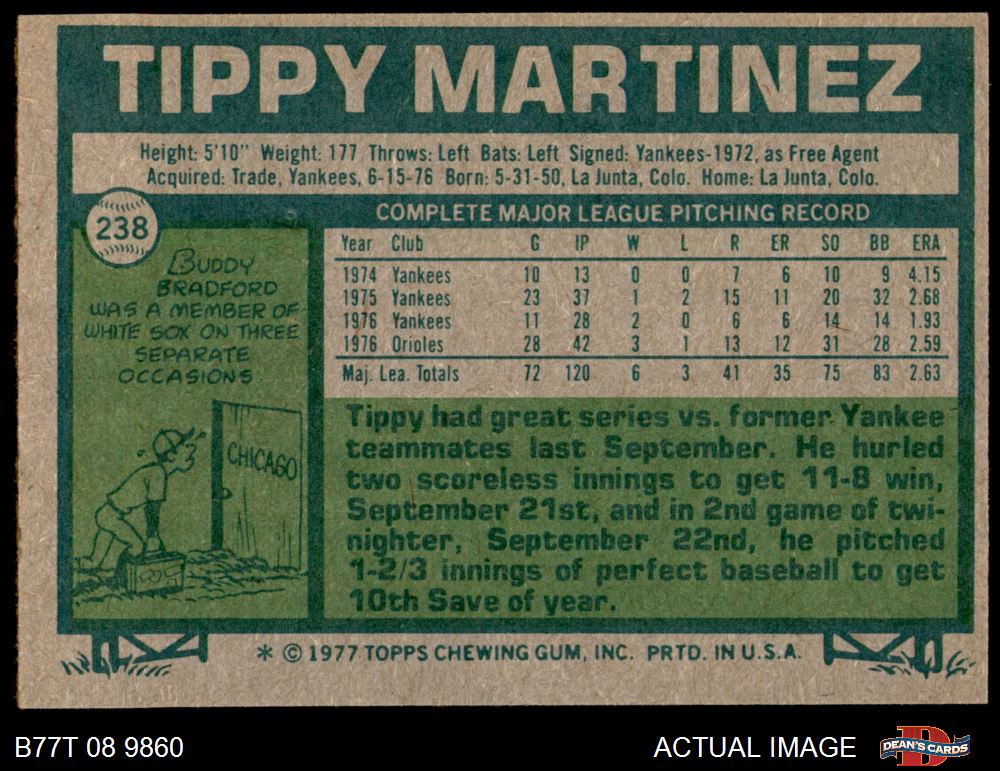 TIPPY MARTINEZ
Height: 5'10" Weight: 177 Throws: Left Bats: Left Signed: Yankees-1972, as Free Agent
Acquired: Trade, Yankees, 6-15-76 Born: 5-31-50, La Junta, Colo. Home: La Junta, Colo.
238
BUDDY
BRADFORD
WAS A MEMBER OF
WHITE SOX ON THREE
SEPARATE
OCCASIONS.
CHICAGO
COMPLETE MAJOR LEAGUE PITCHING RECORD
Year Club G IP W L R ER SO BB ERA
1974 Yankees 10 13 0 0 7 6 10 9 4.15
1975 Yankees 23 37 1 2 15 11 20 32 2.68
1976 Yankees 11 28 2 0 6 6 14 14 1.93
1976 Orioles 28 42 3 1 13 12 31 28 2.59
Maj. Lea. Totals 72 120 6 3 41 35 75 83 2.63
Tippy had great series vs. former Yankee
teammates last September. He hurled
two scoreless innings to get 11-8 win,
September 21st, and in 2nd game of twi-
nighter, September 22nd, he pitched
1-2/3 innings of perfect baseball to get
10th Save of year.
* © 1977 TOPPS CHEWING GUM, INC. PRTD. IN U.S.A.
B77T 08 9860
ACTUAL IMAGE
DEAN'S CARDS